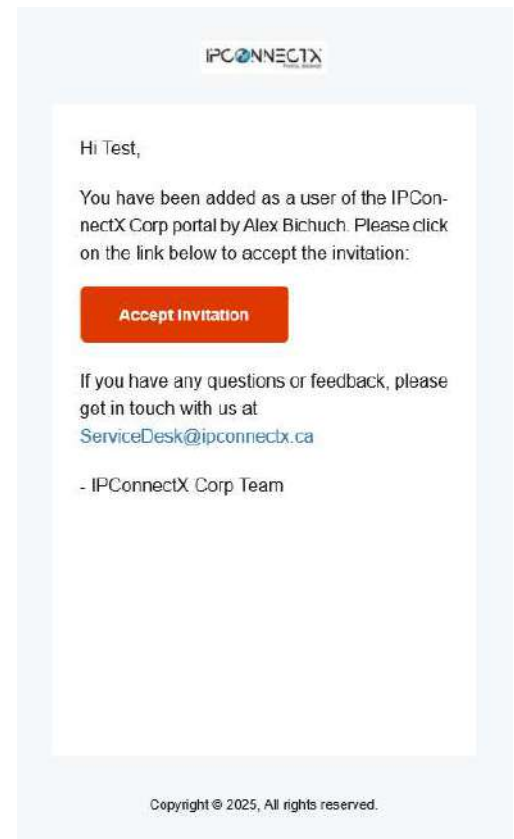 IPCONNECTX
Hi Test,
You have been added as a user of the IPCon-
nectX Corp portal by Alex Bichuch. Please click
on the link below to accept the invitation:
Accept Invitation
If you have any questions or feedback, please
get in touch with us at
ServiceDesk@ipconnectx.ca
- IPConnectX Corp Team
Copyright © 2025, All rights reserved.